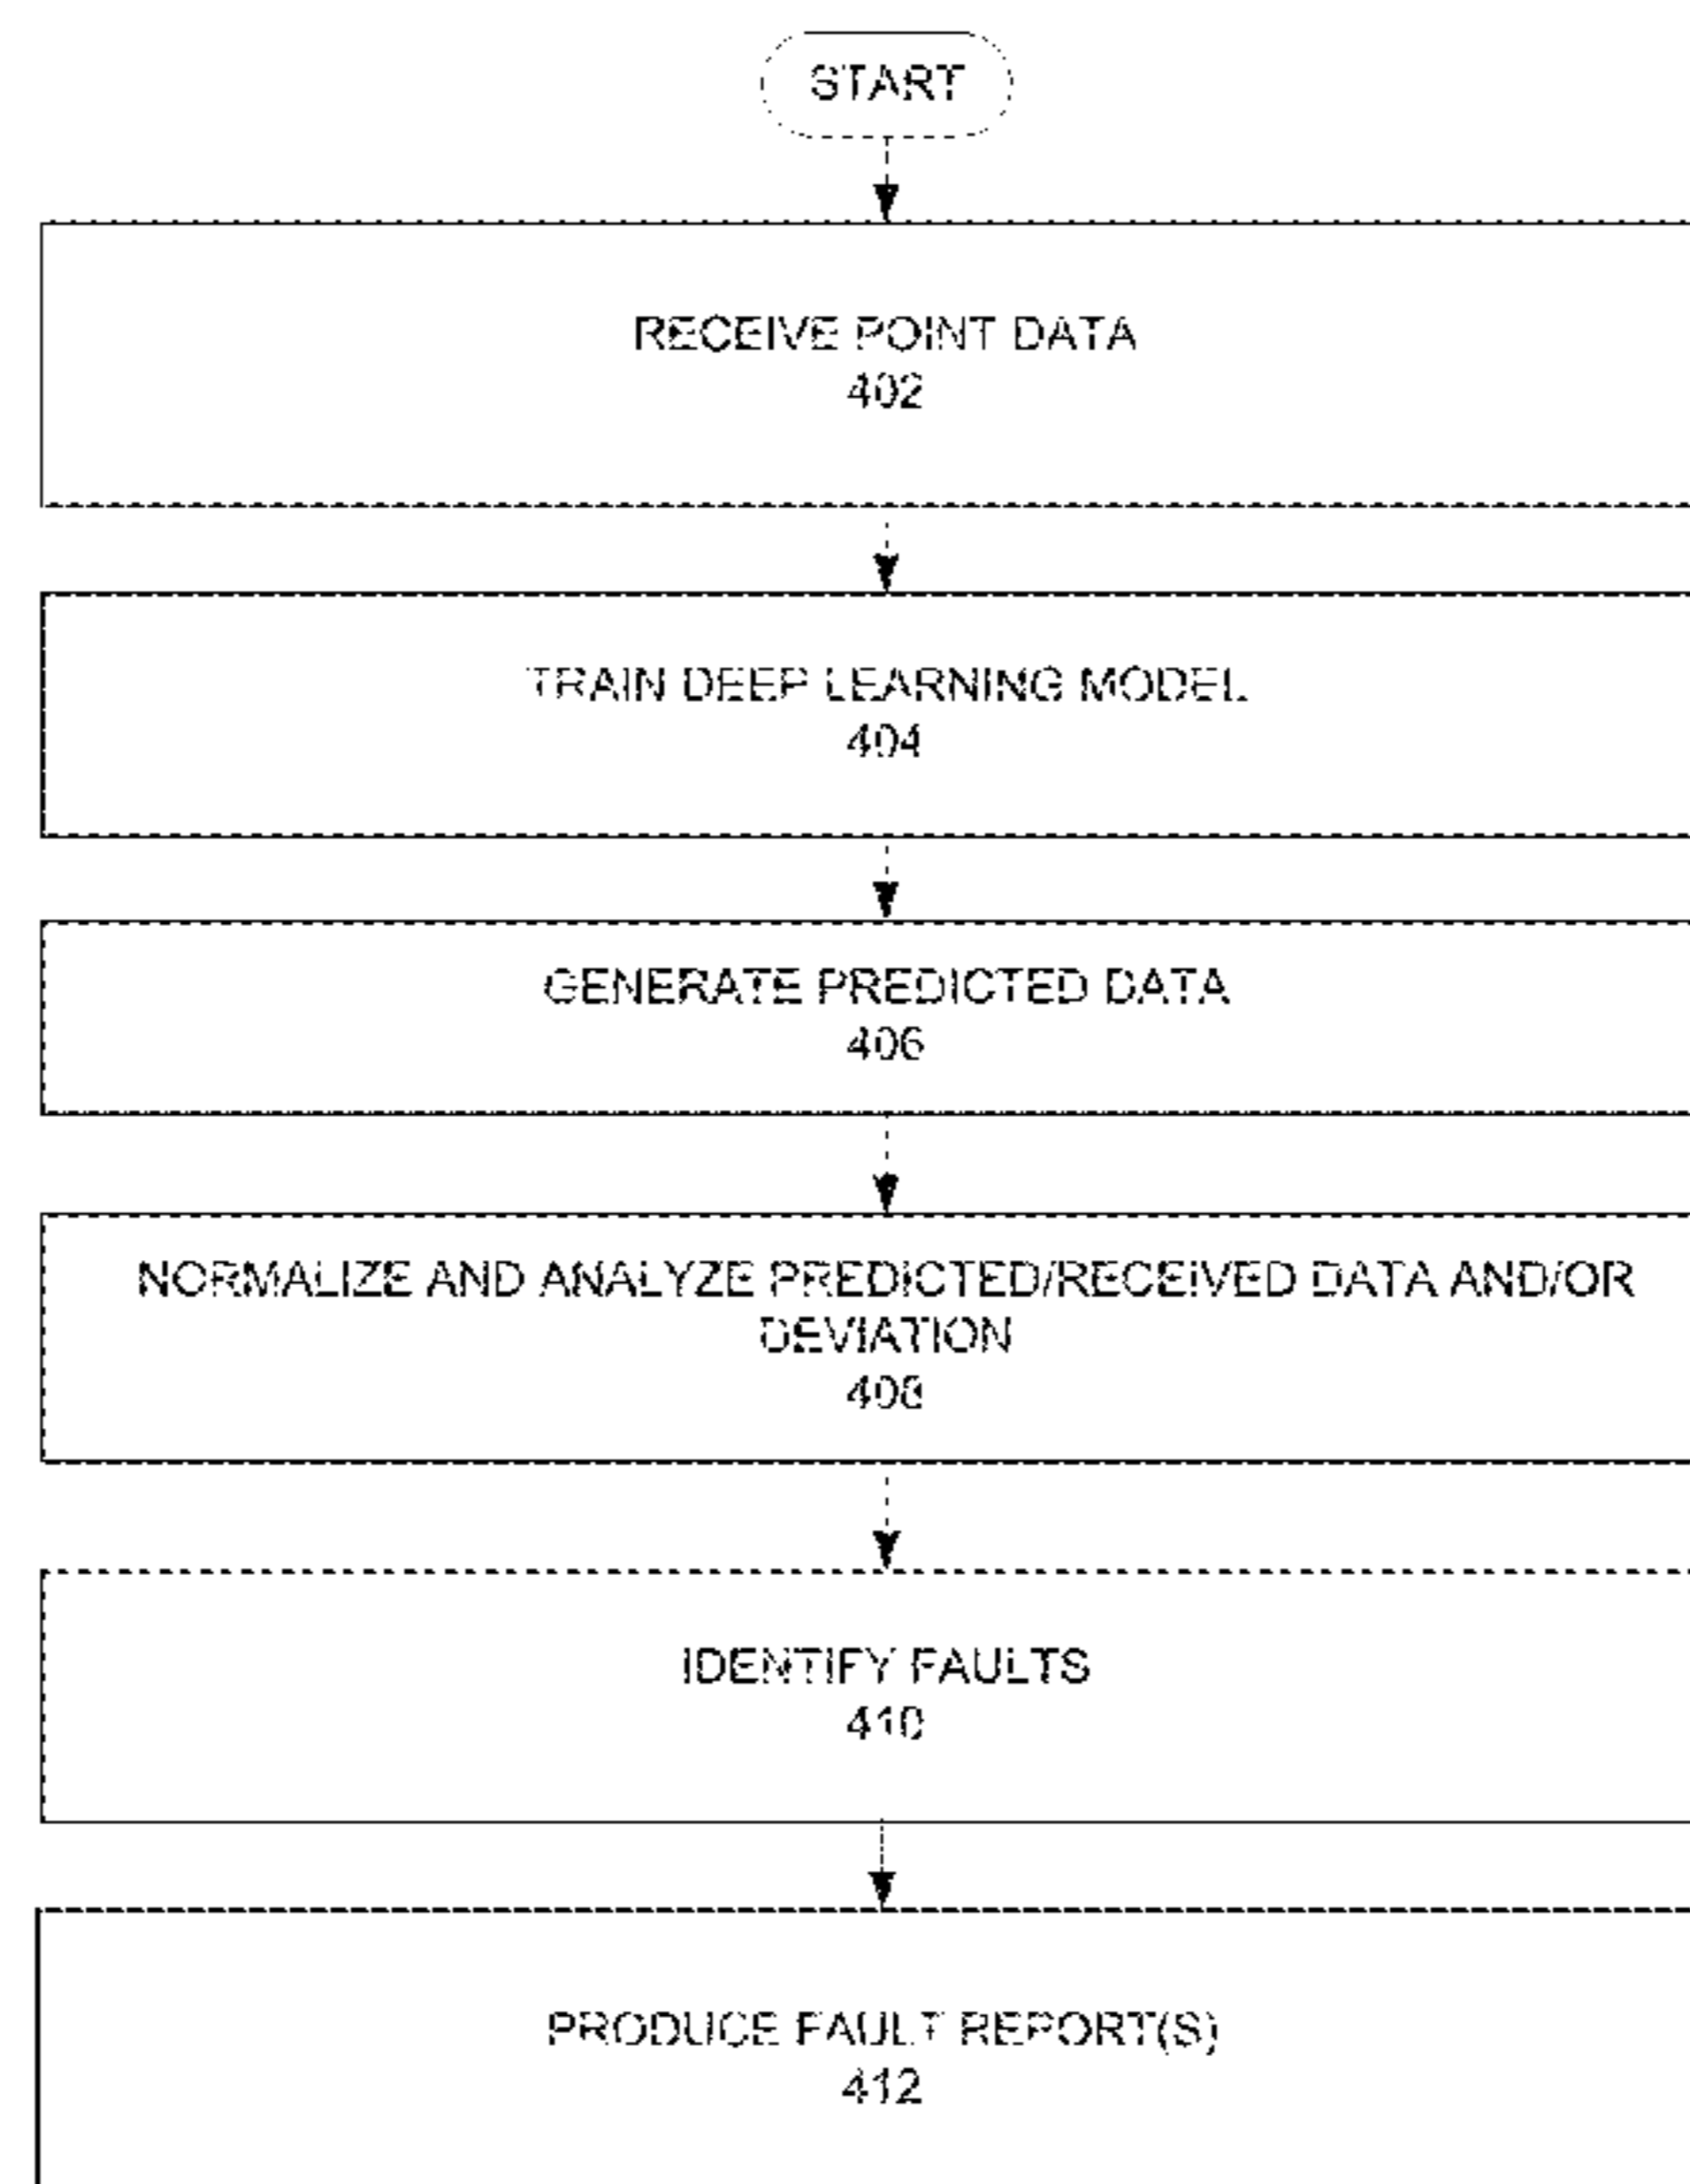 START
RECEIVE POINT DATA
402
TRAIN DEEP LEARNING MODEL
404
GENERATE PREDICTED DATA
406
NORMALIZE AND ANALYZE PREDICTED/RECEIVED DATA AND/OR
DEVIATION
408
IDENTIFY FAULTS
410
PRODUCE FAULT REPORT(S)
412